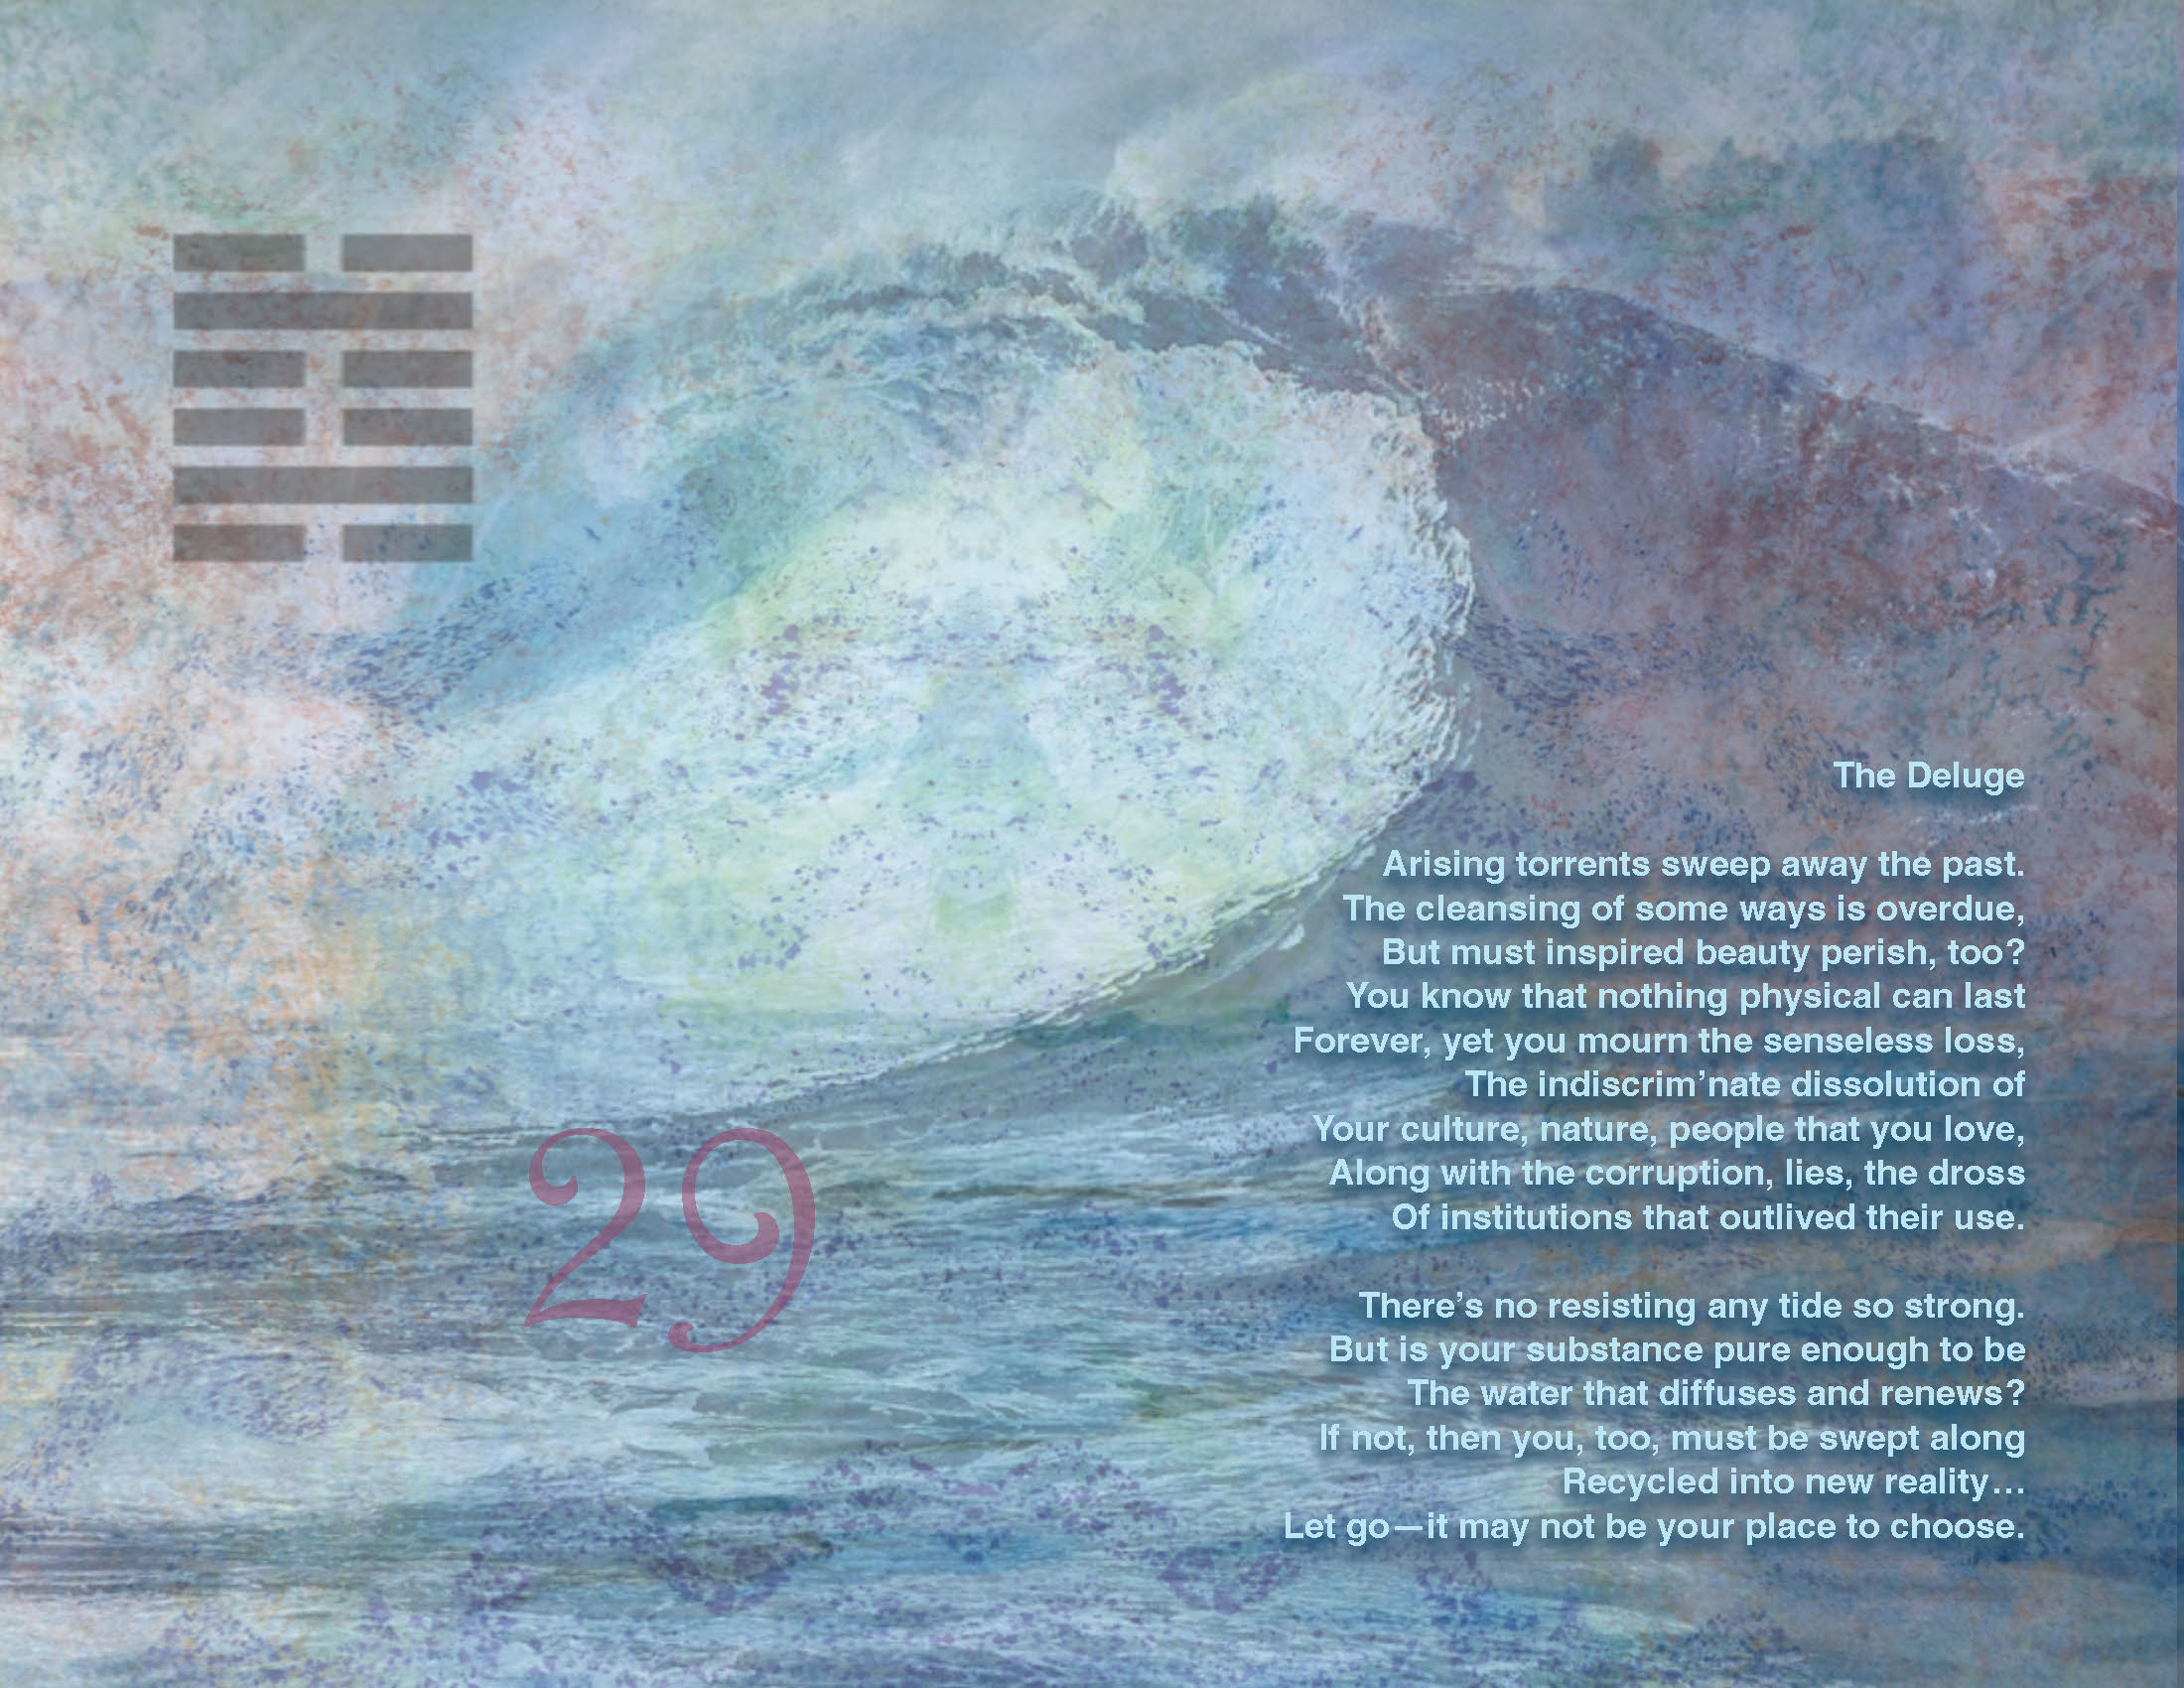 The Deluge
Arising torrents sweep away the past.
The cleansing of some ways is overdue,
But must inspired beauty perish, too?
You know that nothing physical can last
Forever, yet you mourn the senseless loss,
The indiscrim’nate dissolution of
Your culture, nature, people that you love,
Along with the corruption, lies, the dross
Of institutions that outlived their use.
There’s no resisting any tide so strong.
But is your substance pure enough to be
The water that diffuses and renews?
If not, then you, too, must be swept along
Recycled into new reality…
Let go—it may not be your place to choose.
29